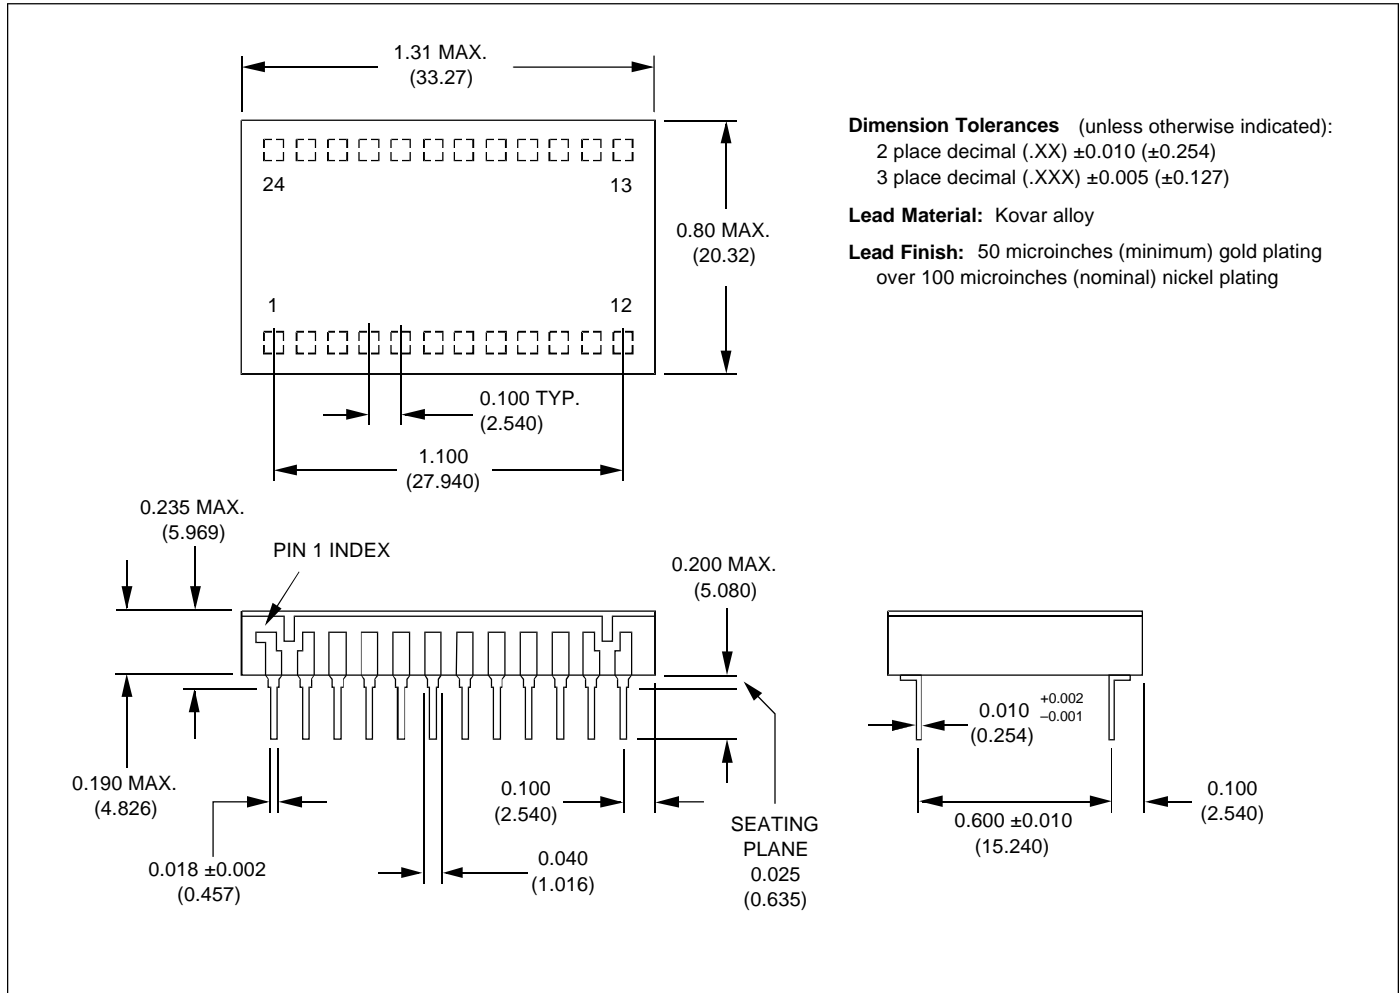 1.31 MAX.
(33.27)
Dimension Tolerances (unless otherwise indicated):
2 place decimal (.XX) ±0.010 (±0.254)
3 place decimal (.XXX) ±0.005 (±0.127)
Lead Material: Kovar alloy
Lead Finish: 50 microinches (minimum) gold plating
over 100 microinches (nominal) nickel plating
24
13
0.80 MAX.
(20.32)
1
12
0.100 TYP.
(2.540)
1.100
(27.940)
0.235 MAX.
(5.969)
PIN 1 INDEX
0.200 MAX.
(5.080)
0.190 MAX.
(4.826)
0.018 ±0.002
(0.457)
0.040
(1.016)
0.100
(2.540)
SEATING
PLANE
0.025
(0.635)
0.010 +0.002
–0.001
(0.254)
0.600 ±0.010
(15.240)
0.100
(2.540)